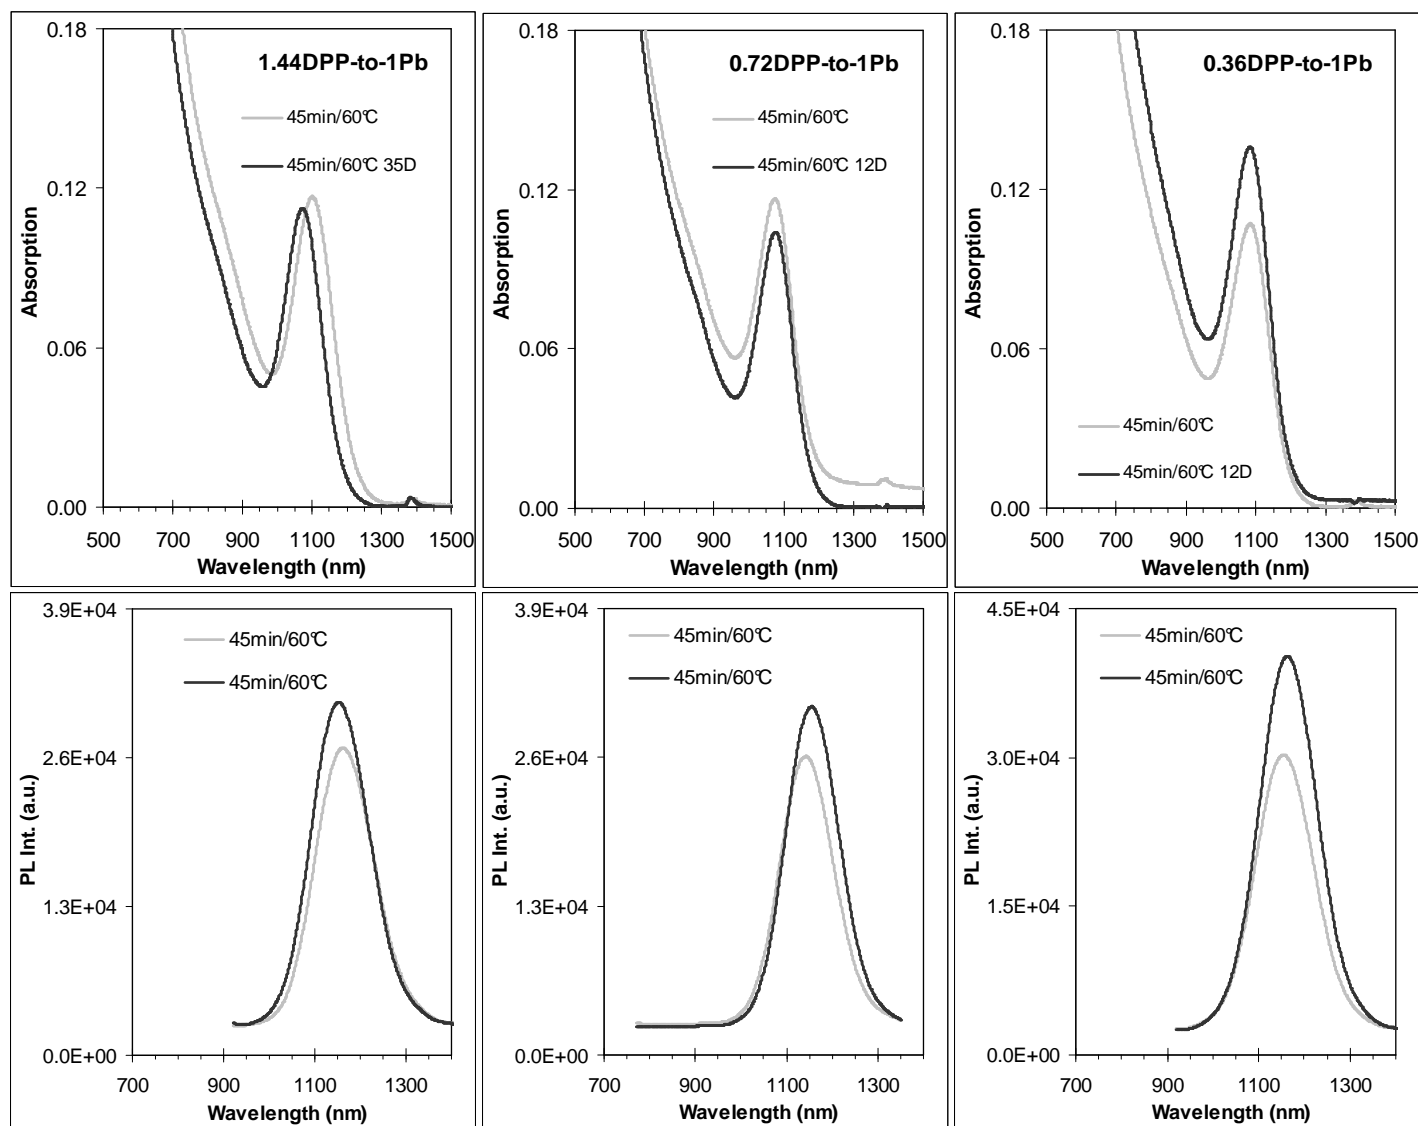 0.18
0.12
0.06
0.00
Absorption
1.44DPP-to-1Pb
45min/60℃
45min/60℃ 35D
500 700 900 1100 1300 1500
Wavelength (nm)
0.18
0.12
0.06
0.00
Absorption
0.72DPP-to-1Pb
45min/60℃
45min/60℃ 12D
500 700 900 1100 1300 1500
Wavelength (nm)
0.18
0.12
0.06
0.00
Absorption
0.36DPP-to-1Pb
45min/60℃
45min/60℃ 12D
500 700 900 1100 1300 1500
Wavelength (nm)
3.9E+04
2.6E+04
1.3E+04
0.0E+00
PL Int. (a.u.)
45min/60℃
45min/60℃
700 900 1100 1300
Wavelength (nm)
3.9E+04
2.6E+04
1.3E+04
0.0E+00
PL Int. (a.u.)
45min/60℃
45min/60℃
700 900 1100 1300
Wavelength (nm)
4.5E+04
3.0E+04
1.5E+04
0.0E+00
PL Int. (a.u.)
45min/60℃
45min/60℃
700 900 1100 1300
Wavelength (nm)